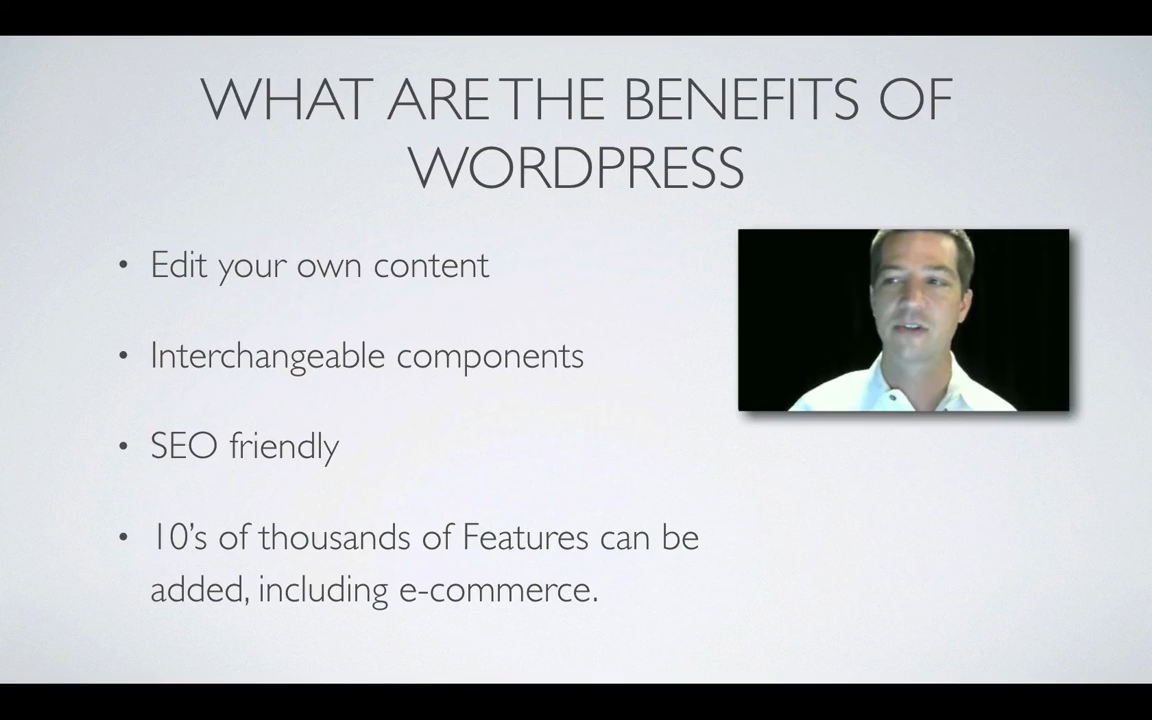 WHAT ARE THE BENEFITS OF
WORDPRESS
• Edit your own content
• Interchangeable components
• SEO friendly
• 10’s of thousands of Features can be
added, including e-commerce.